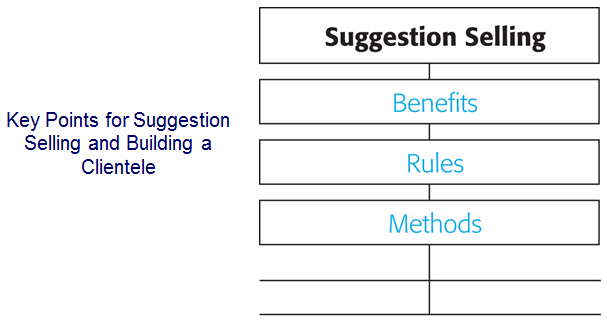 Key Points for Suggestion
Selling and Building a
Clientele
Suggestion Selling
Benefits
Rules
Methods